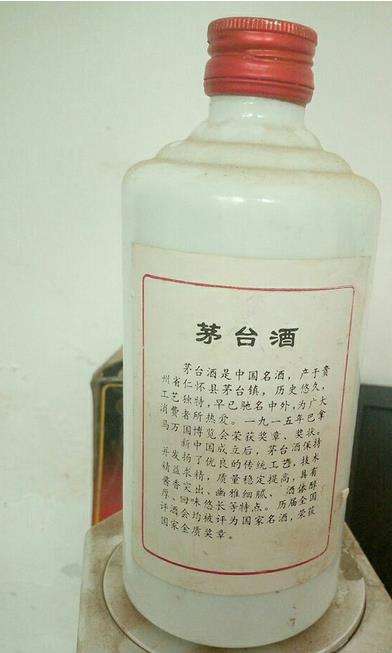 茅台酒
茅台酒是中国名酒，产于贵
州省仁怀县茅台镇，历史悠久，
工艺独特，早已驰名中外，为广大
消费者所热爱。一九一五年巴拿
马万国博览会荣获奖章、奖状。
新中国成立后，茅台酒保持
并发扬了优良的传统工艺，技术
精益求精，质量稳定提高，具有
酱香突出、幽雅细腻、酒体醇
厚、回味悠长等特点，历届全国
评酒会均被评为国家名酒，荣获
国家金质奖章。